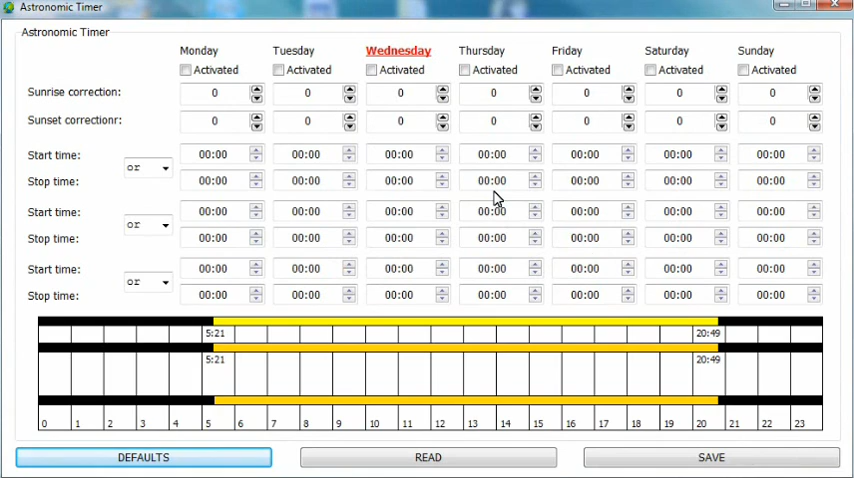 Astronomic Timer
Astronomic Timer
Monday Tuesday Wednesday Thursday Friday Saturday Sunday
Activated Activated Activated Activated Activated Activated Activated
Sunrise correction: 0 0 0 0 0 0 0
Sunset correctionr: 0 0 0 0 0 0 0
Start time: 00:00 00:00 00:00 00:00 00:00 00:00 00:00
or
Stop time: 00:00 00:00 00:00 00:00 00:00 00:00 00:00
Start time: 00:00 00:00 00:00 00:00 00:00 00:00 00:00
or
Stop time: 00:00 00:00 00:00 00:00 00:00 00:00 00:00
Start time: 00:00 00:00 00:00 00:00 00:00 00:00 00:00
or
Stop time: 00:00 00:00 00:00 00:00 00:00 00:00 00:00
5:21 20:49
5:21 20:49
0 1 2 3 4 5 6 7 8 9 10 11 12 13 14 15 16 17 18 19 20 21 22 23
DEFAULTS READ SAVE